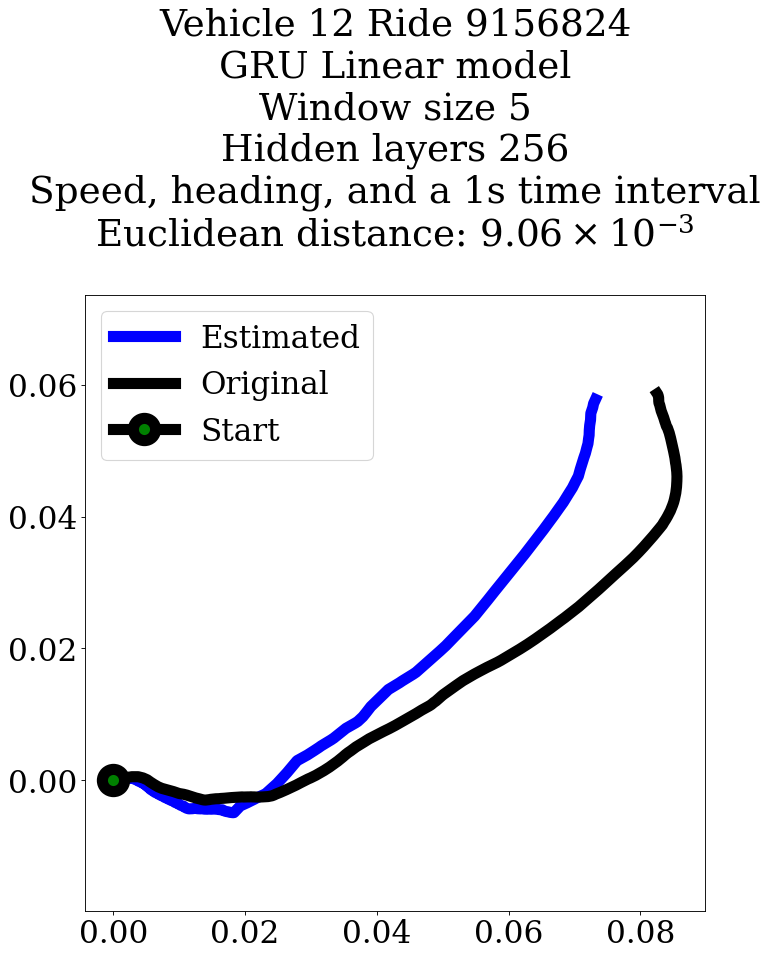 Vehicle 12 Ride 9156824
GRU Linear model
Window size 5
Hidden layers 256
Speed, heading, and a 1s time interval
Euclidean distance: 9.06 × 10⁻³
Estimated
Original
Start
0.06
0.04
0.02
0.00
0.00 0.02 0.04 0.06 0.08